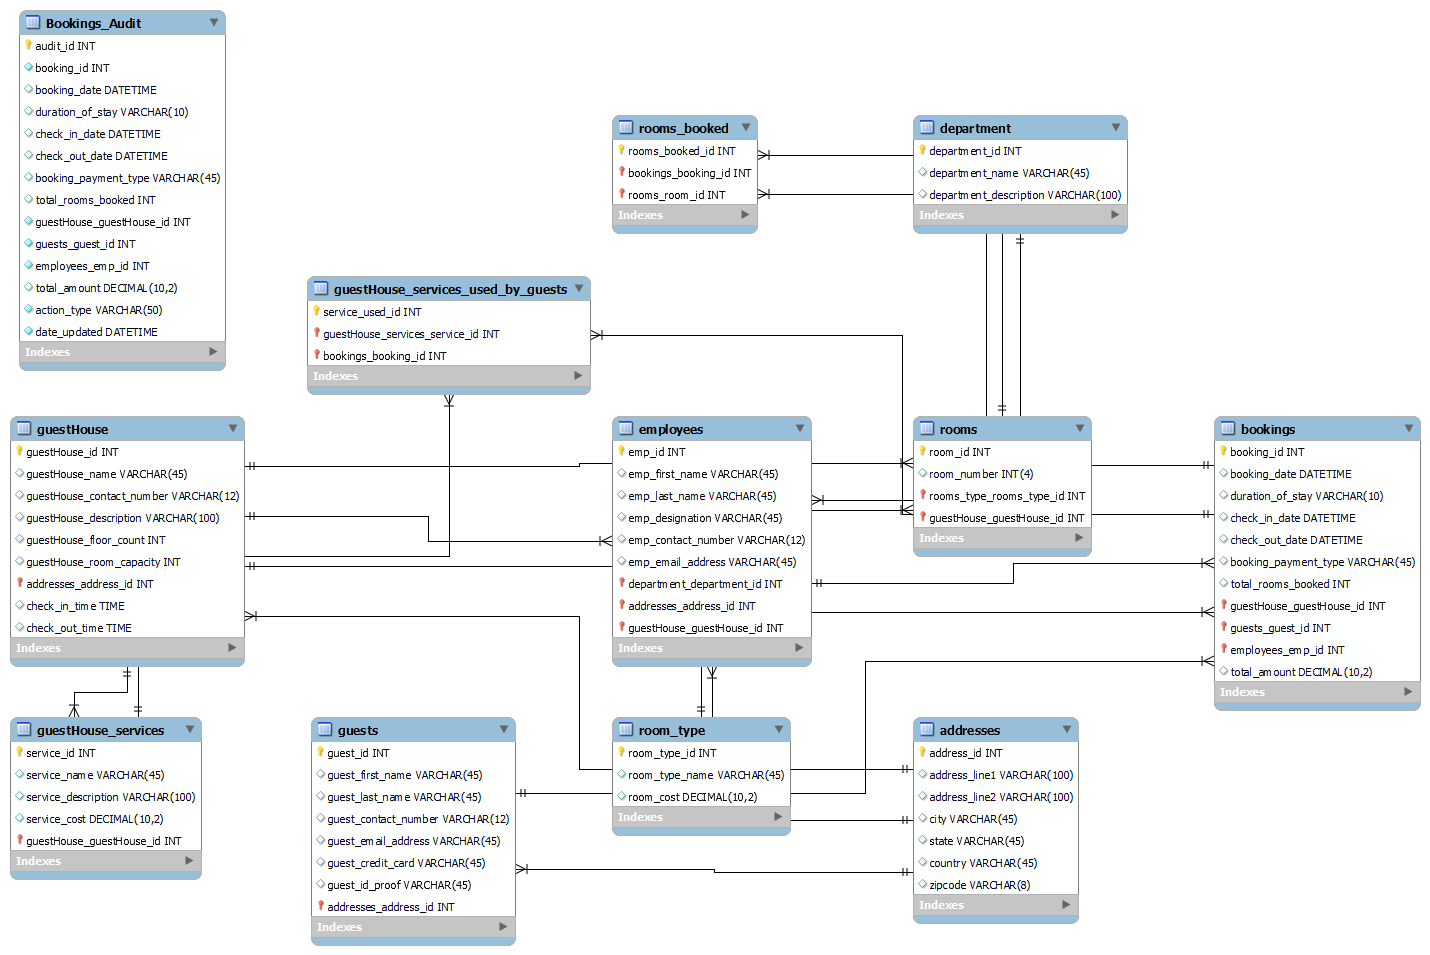 Bookings_Audit
audit_id INT
booking_id INT
booking_date DATETIME
duration_of_stay VARCHAR(10)
check_in_date DATETIME
check_out_date DATETIME
booking_payment_type VARCHAR(45)
total_rooms_booked INT
guestHouse_guestHouse_id INT
guests_guest_id INT
employees_emp_id INT
total_amount DECIMAL(10,2)
action_type VARCHAR(50)
date_updated DATETIME
Indexes
rooms_booked
rooms_booked_id INT
bookings_booking_id INT
rooms_room_id INT
Indexes
department
department_id INT
department_name VARCHAR(45)
department_description VARCHAR(100)
Indexes
guestHouse_services_used_by_guests
service_used_id INT
guestHouse_services_service_id INT
bookings_booking_id INT
Indexes
guestHouse
guestHouse_id INT
guestHouse_name VARCHAR(45)
guestHouse_contact_number VARCHAR(12)
guestHouse_description VARCHAR(100)
guestHouse_floor_count INT
guestHouse_room_capacity INT
addresses_address_id INT
check_in_time TIME
check_out_time TIME
Indexes
employees
emp_id INT
emp_first_name VARCHAR(45)
emp_last_name VARCHAR(45)
emp_designation VARCHAR(45)
emp_contact_number VARCHAR(12)
emp_email_address VARCHAR(45)
department_department_id INT
addresses_address_id INT
guestHouse_guestHouse_id INT
Indexes
rooms
room_id INT
room_number INT(4)
rooms_type_rooms_type_id INT
guestHouse_guestHouse_id INT
Indexes
bookings
booking_id INT
booking_date DATETIME
duration_of_stay VARCHAR(10)
check_in_date DATETIME
check_out_date DATETIME
booking_payment_type VARCHAR(45)
total_rooms_booked INT
guestHouse_guestHouse_id INT
guests_guest_id INT
employees_emp_id INT
total_amount DECIMAL(10,2)
Indexes
guestHouse_services
service_id INT
service_name VARCHAR(45)
service_description VARCHAR(100)
service_cost DECIMAL(10,2)
guestHouse_guestHouse_id INT
Indexes
guests
guest_id INT
guest_first_name VARCHAR(45)
guest_last_name VARCHAR(45)
guest_contact_number VARCHAR(12)
guest_email_address VARCHAR(45)
guest_credit_card VARCHAR(45)
guest_id_proof VARCHAR(45)
addresses_address_id INT
Indexes
room_type
room_type_id INT
room_type_name VARCHAR(45)
room_cost DECIMAL(10,2)
Indexes
addresses
address_id INT
address_line1 VARCHAR(100)
address_line2 VARCHAR(100)
city VARCHAR(45)
state VARCHAR(45)
country VARCHAR(45)
zipcode VARCHAR(8)
Indexes